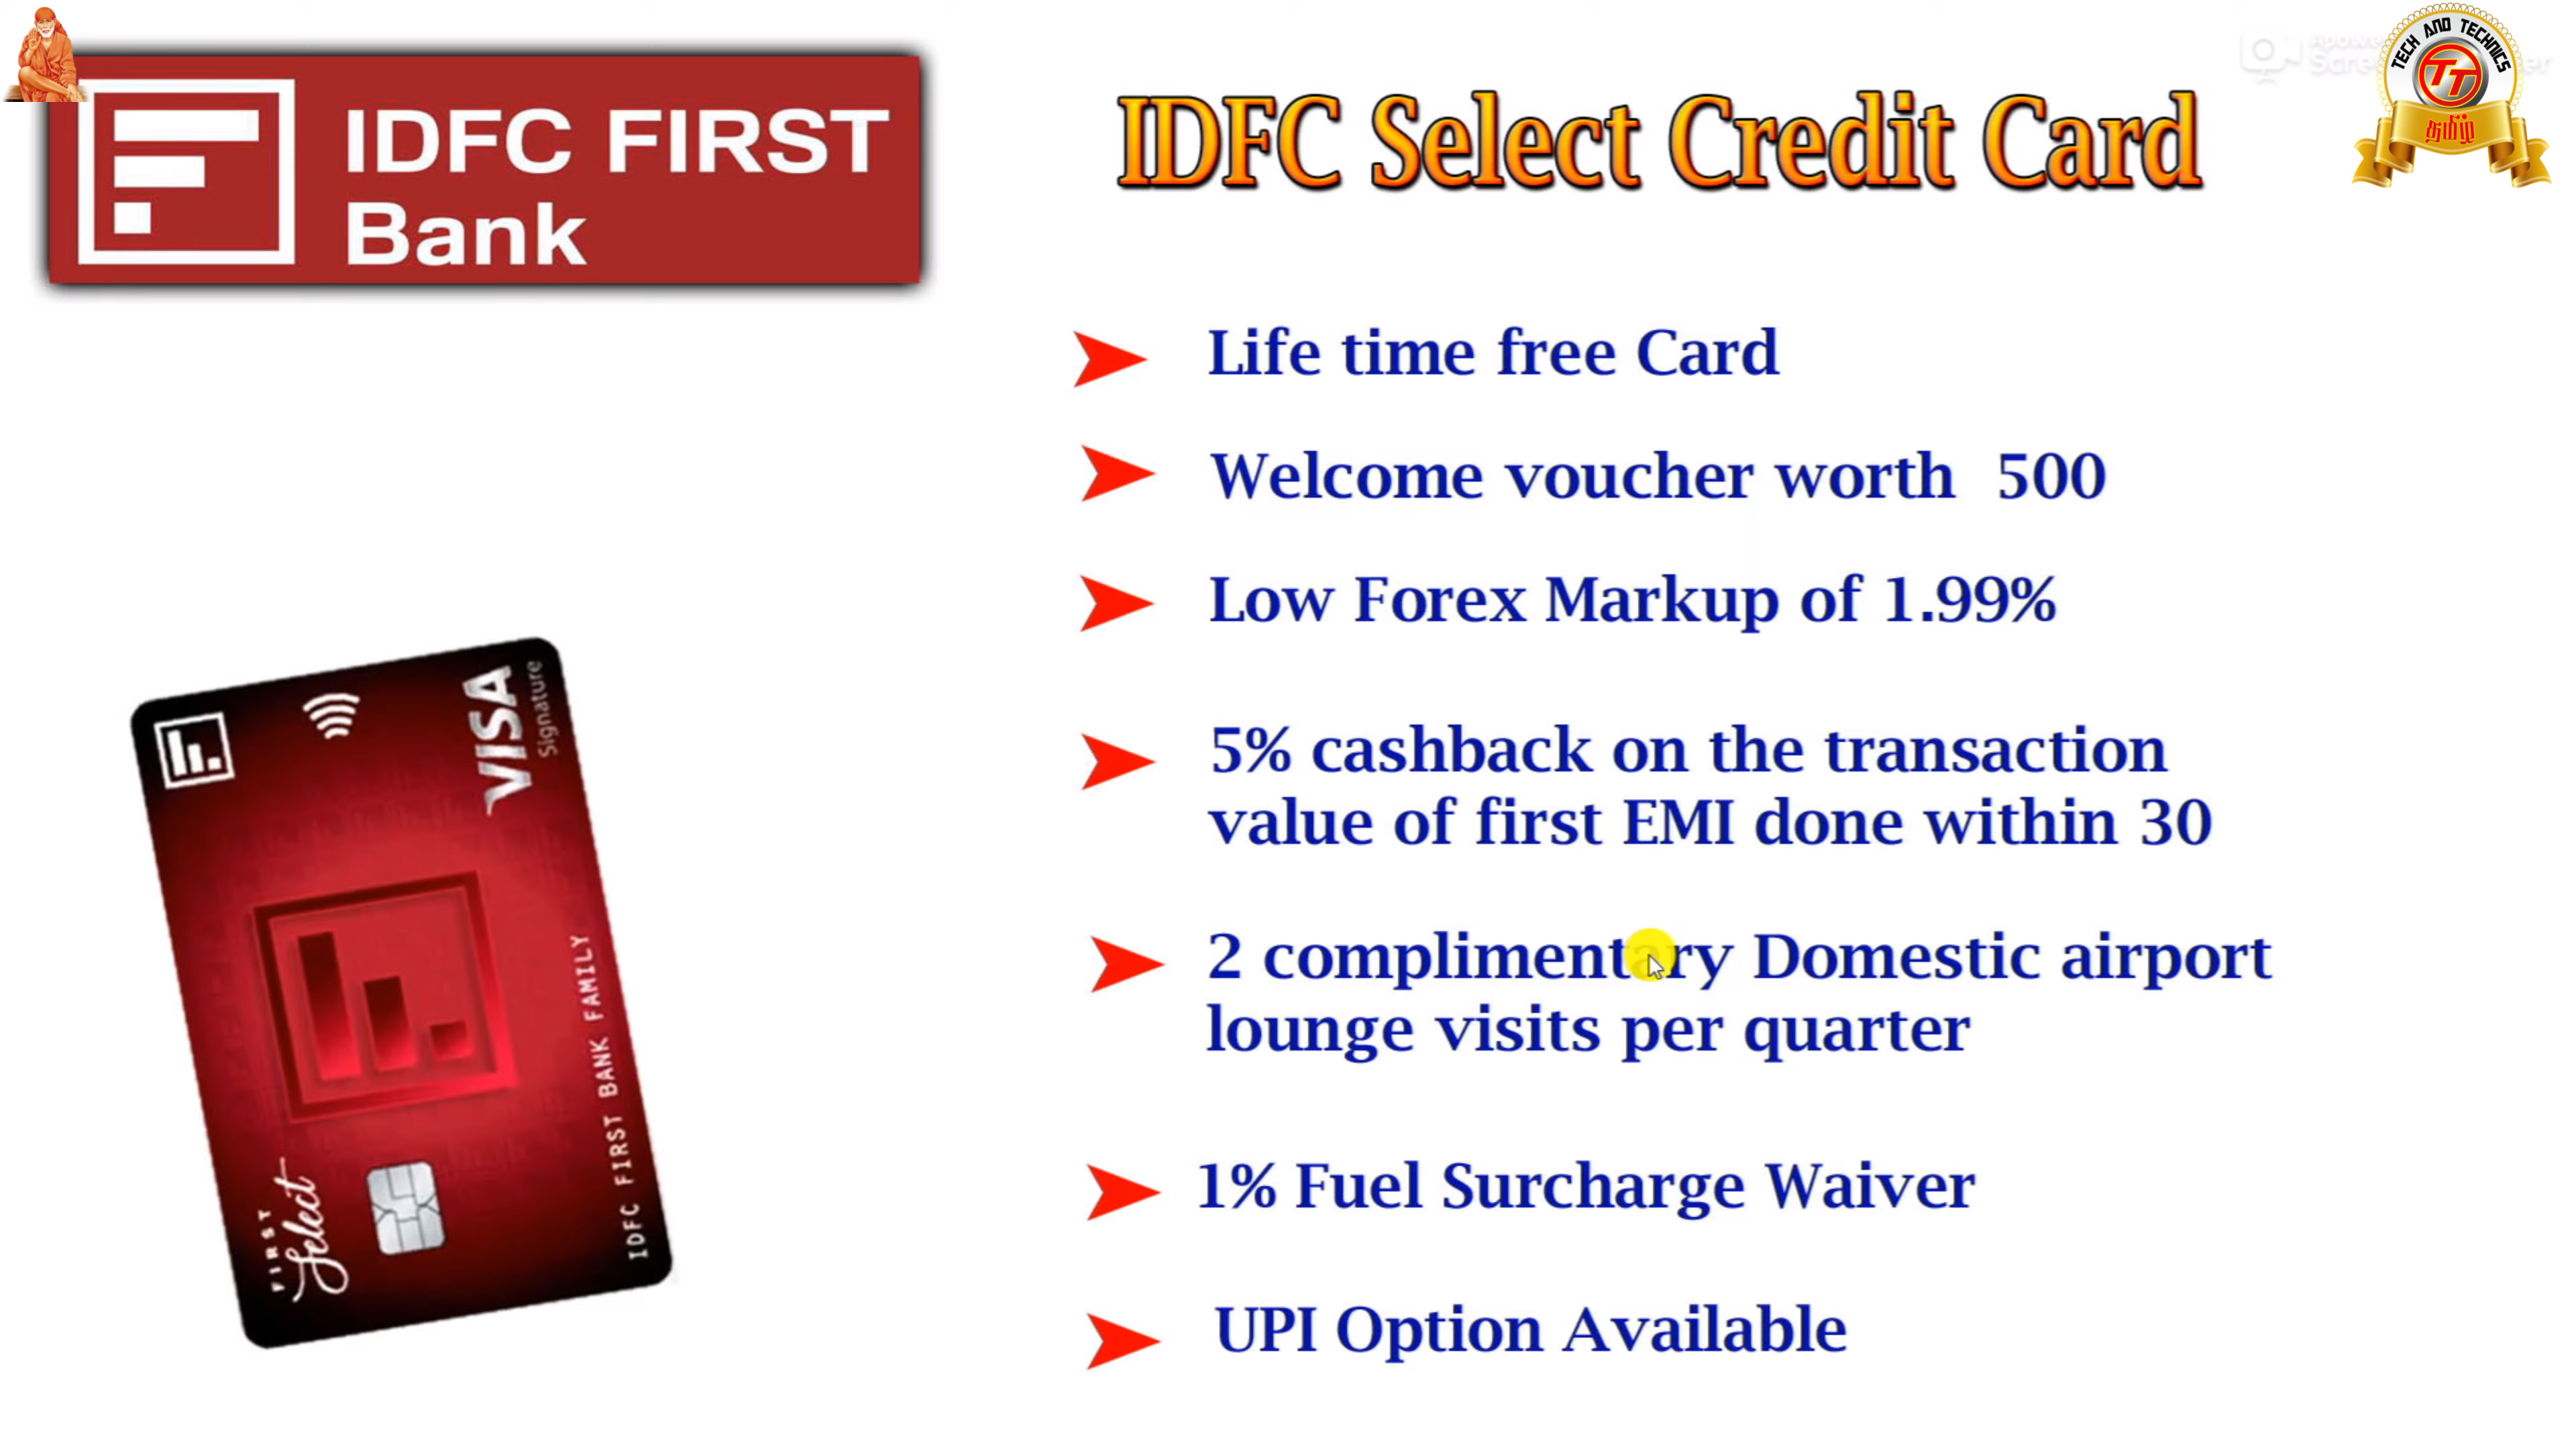 IDFC FIRST
Bank
IDFC Select Credit Card
TECH AND TECHNICS
TT
தமிழ்
Life time free Card
Welcome voucher worth  500
Low Forex Markup of 1.99%
5% cashback on the transaction
value of first EMI done within 30
2 complimentary Domestic airport
lounge visits per quarter
1% Fuel Surcharge Waiver
UPI Option Available
VISA
Signature
IDFC FIRST BANK FAMILY
FIRST
Select